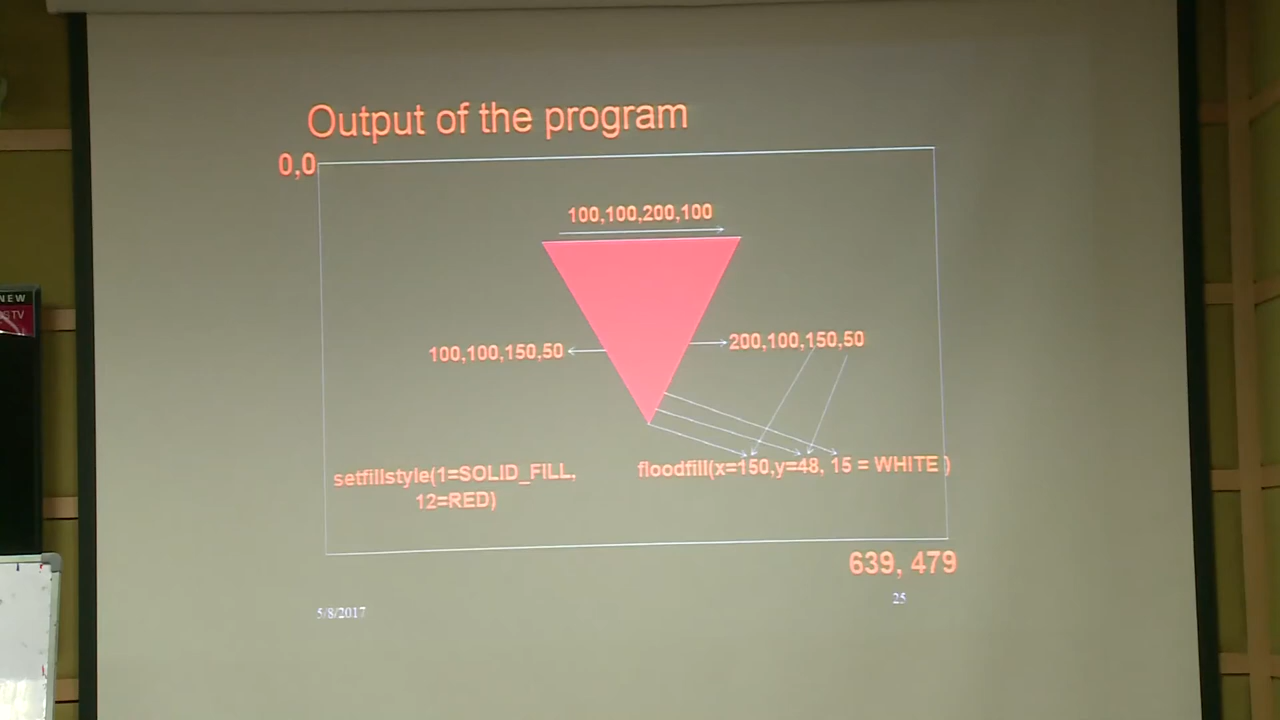 Output of the program
0,0
100,100,200,100
100,100,150,50
200,100,150,50
setfillstyle(1=SOLID_FILL,
12=RED)
floodfill(x=150,y=48, 15 = WHITE )
639, 479
5/8/2017
25
NEW